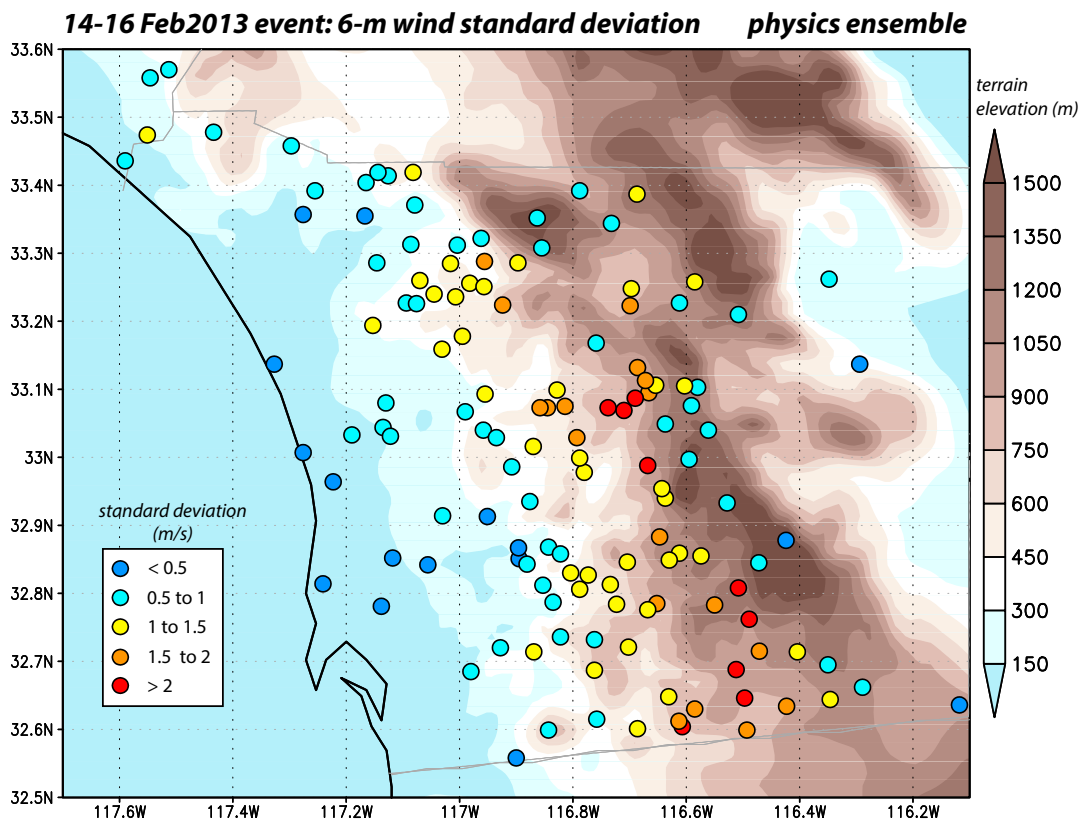 14-16 Feb2013 event: 6-m wind standard deviation physics ensemble
terrain
elevation (m)
33.6N
33.5N
33.4N
33.3N
33.2N
33.1N
33N
32.9N
32.8N
32.7N
32.6N
32.5N
1500
1350
1200
1050
900
750
600
450
300
150
standard deviation
(m/s)
< 0.5
0.5 to 1
1 to 1.5
1.5 to 2
> 2
117.6W 117.4W 117.2W 117W 116.8W 116.6W 116.4W 116.2W